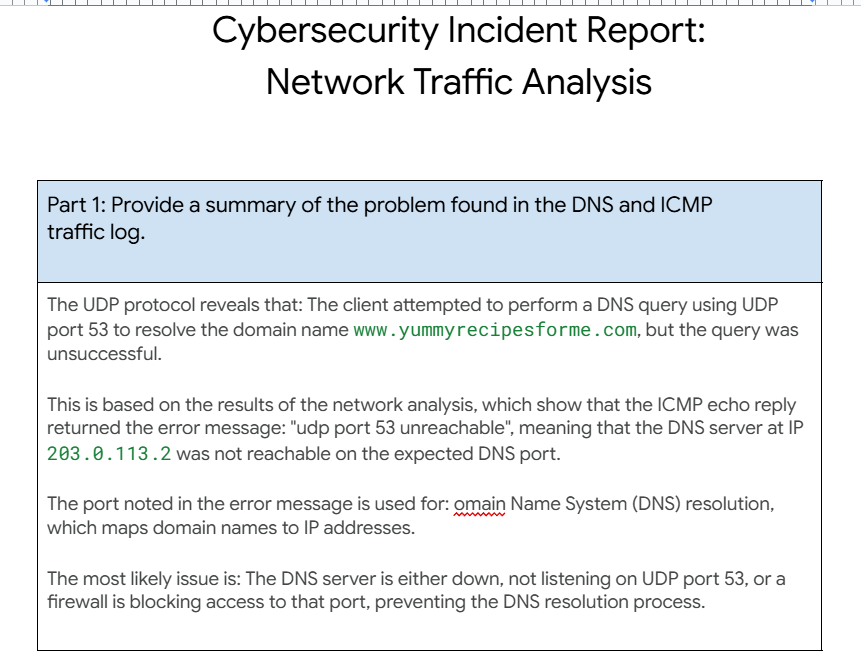 Cybersecurity Incident Report:
Network Traffic Analysis
Part 1: Provide a summary of the problem found in the DNS and ICMP
traffic log.
The UDP protocol reveals that: The client attempted to perform a DNS query using UDP
port 53 to resolve the domain name www.yummyrecipesforme.com, but the query was
unsuccessful.
This is based on the results of the network analysis, which show that the ICMP echo reply
returned the error message: "udp port 53 unreachable", meaning that the DNS server at IP
203.0.113.2 was not reachable on the expected DNS port.
The port noted in the error message is used for: omain Name System (DNS) resolution,
which maps domain names to IP addresses.
The most likely issue is: The DNS server is either down, not listening on UDP port 53, or a
firewall is blocking access to that port, preventing the DNS resolution process.